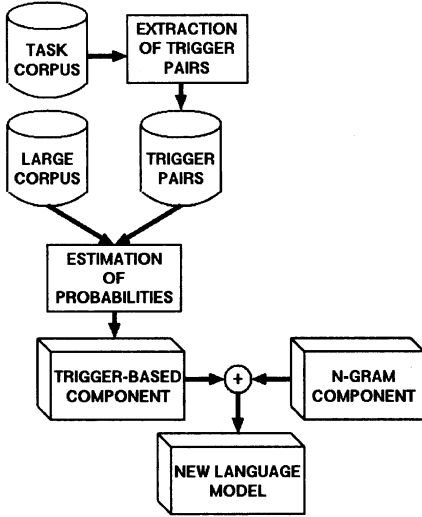 TASK
CORPUS
EXTRACTION
OF TRIGGER
PAIRS
LARGE
CORPUS
TRIGGER
PAIRS
ESTIMATION
OF
PROBABILITIES
TRIGGER-BASED
COMPONENT
+
N-GRAM
COMPONENT
NEW LANGUAGE
MODEL